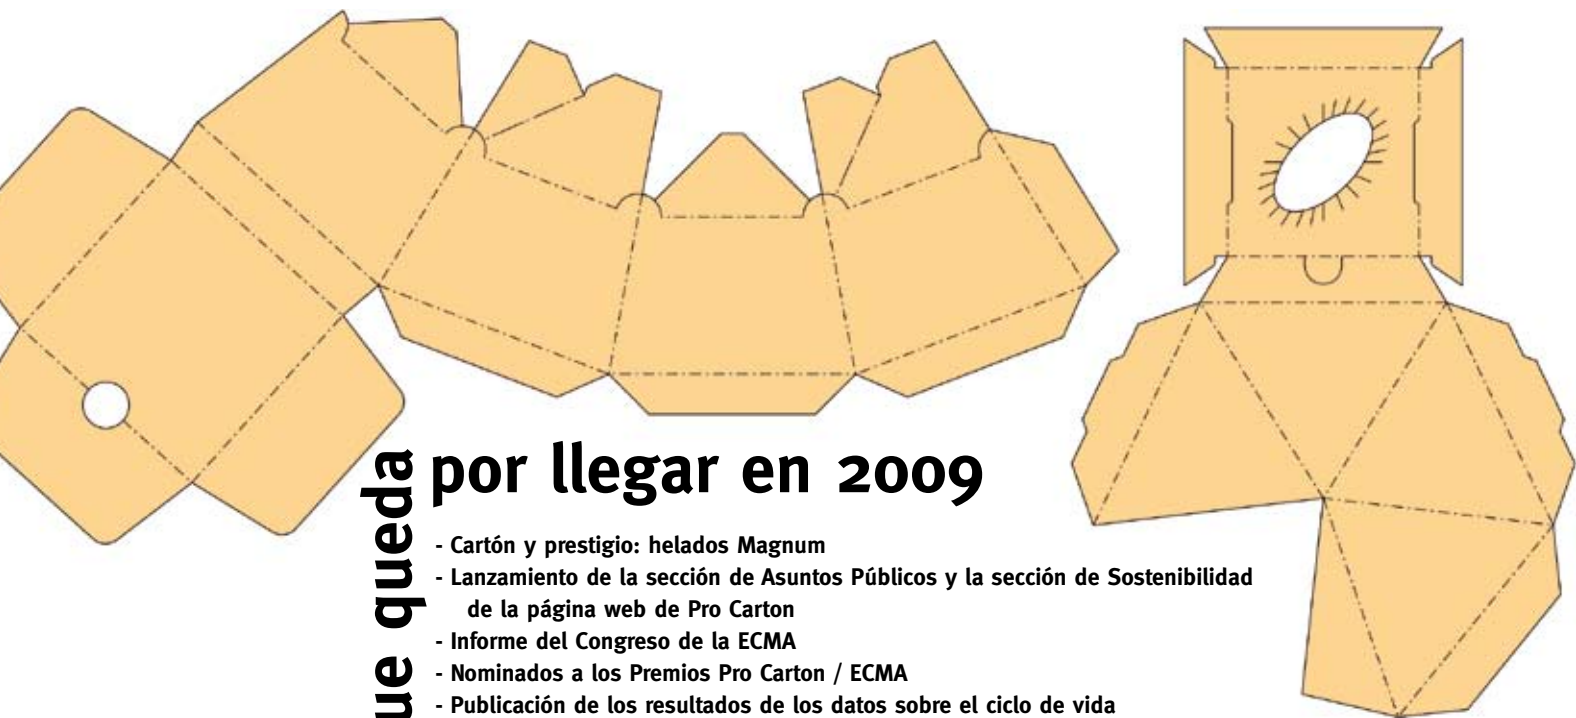 ue queda
por llegar en 2009
- Cartón y prestigio: helados Magnum
- Lanzamiento de la sección de Asuntos Públicos y la sección de Sostenibilidad
de la página web de Pro Carton
- Informe del Congreso de la ECMA
- Nominados a los Premios Pro Carton / ECMA
- Publicación de los resultados de los datos sobre el ciclo de vida